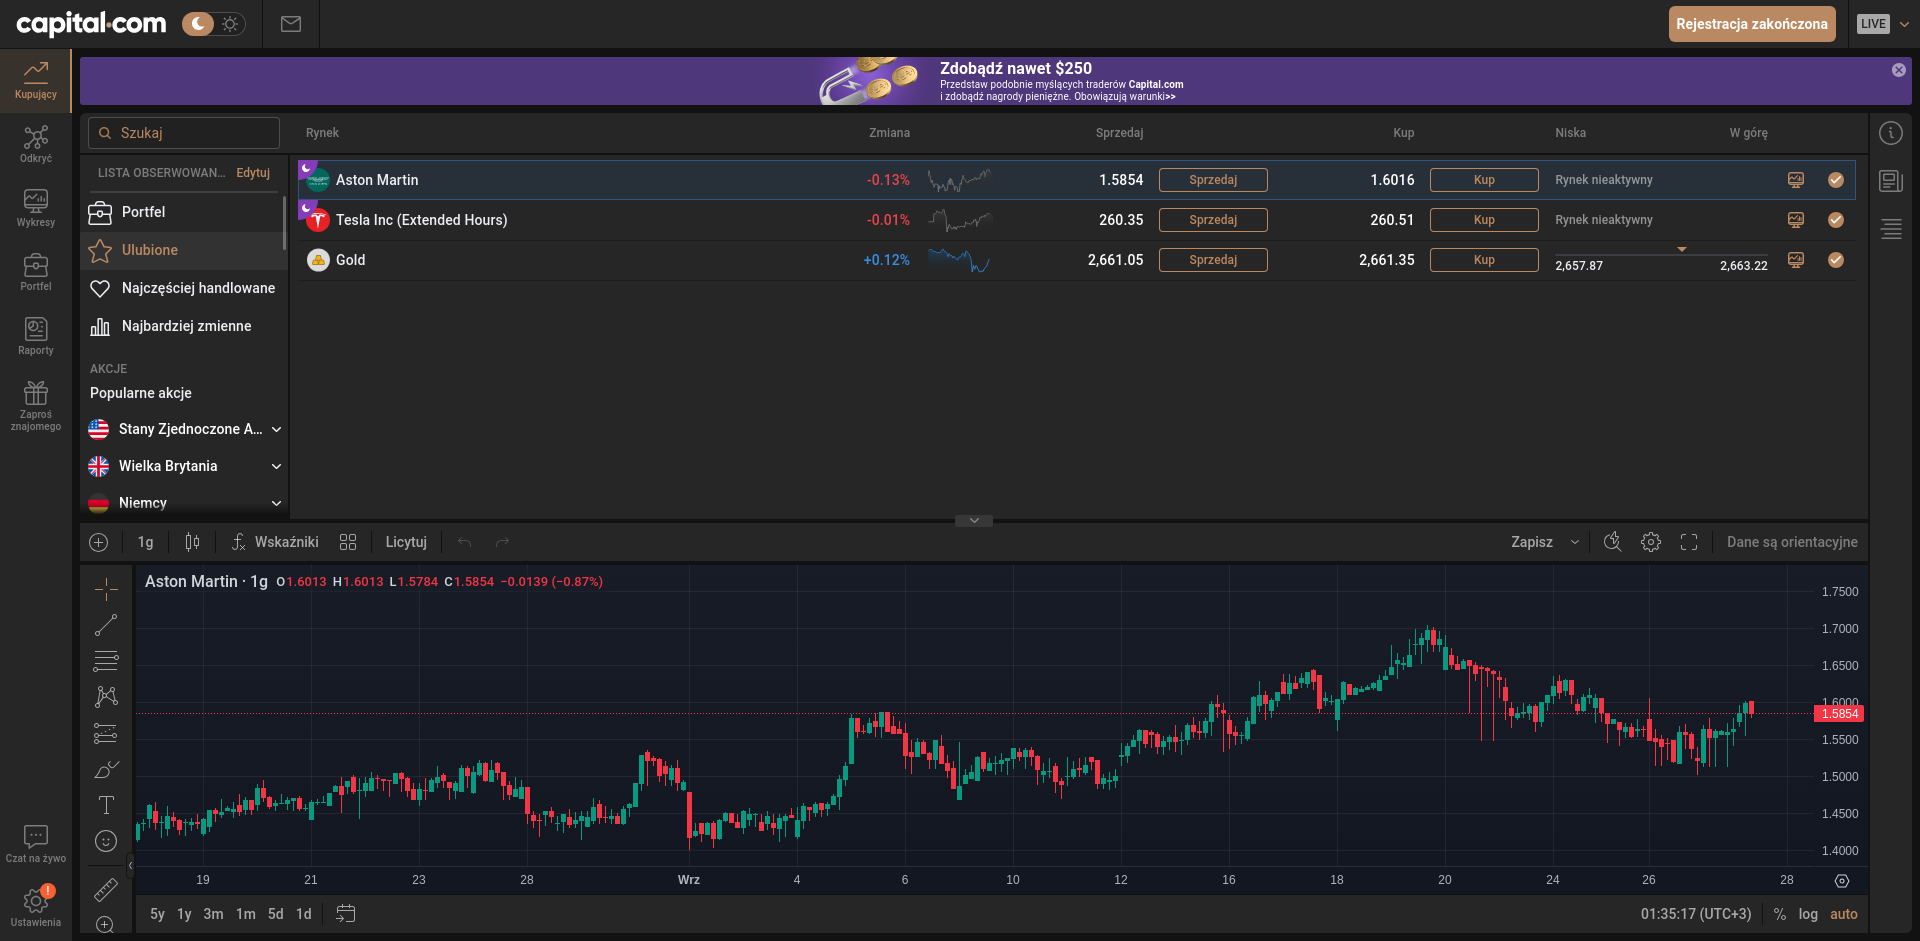 capital.com
Rejestracja zakończona
LIVE
Kupujący
Odkryć
Wykresy
Portfel
Raporty
Zaproś
znajomego
Czat na żywo
!
Ustawienia
Zdobądź nawet $250
Przedstaw podobnie myślących traderów Capital.com
i zdobądź nagrody pieniężne. Obowiązują warunki>>
Szukaj
Rynek Zmiana Sprzedaj Kup Niska W górę
LISTA OBSERWOWAN... Edytuj
Portfel
Ulubione
Najczęściej handlowane
Najbardziej zmienne
AKCJE
Popularne akcje
Stany Zjednoczone A...
Wielka Brytania
Niemcy
Aston Martin -0.13% 1.5854 Sprzedaj 1.6016 Kup Rynek nieaktywny
Tesla Inc (Extended Hours) -0.01% 260.35 Sprzedaj 260.51 Kup Rynek nieaktywny
Gold +0.12% 2,661.05 Sprzedaj 2,661.35 Kup 2,657.87 2,663.22
1g Wskaźniki Licytuj Zapisz Dane są orientacyjne
Aston Martin · 1g O1.6013 H1.6013 L1.5784 C1.5854 −0.0139 (−0.87%)
1.7500
1.7000
1.6500
1.6000
1.5854
1.5500
1.5000
1.4500
1.4000
19 21 23 28 Wrz 4 6 10 12 16 18 20 24 26 28
5y 1y 3m 1m 5d 1d 01:35:17 (UTC+3) % log auto